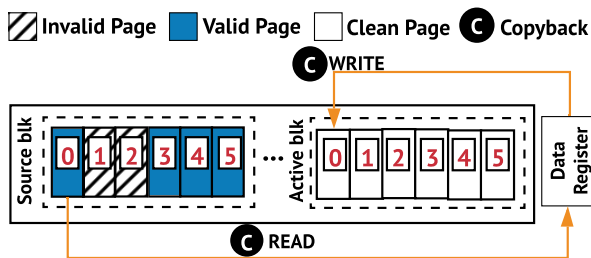 Invalid Page Valid Page Clean Page C Copyback
C WRITE
Source blk
0 1 2 3 4 5
...
Active blk
0 1 2 3 4 5
Data
Register
C READ